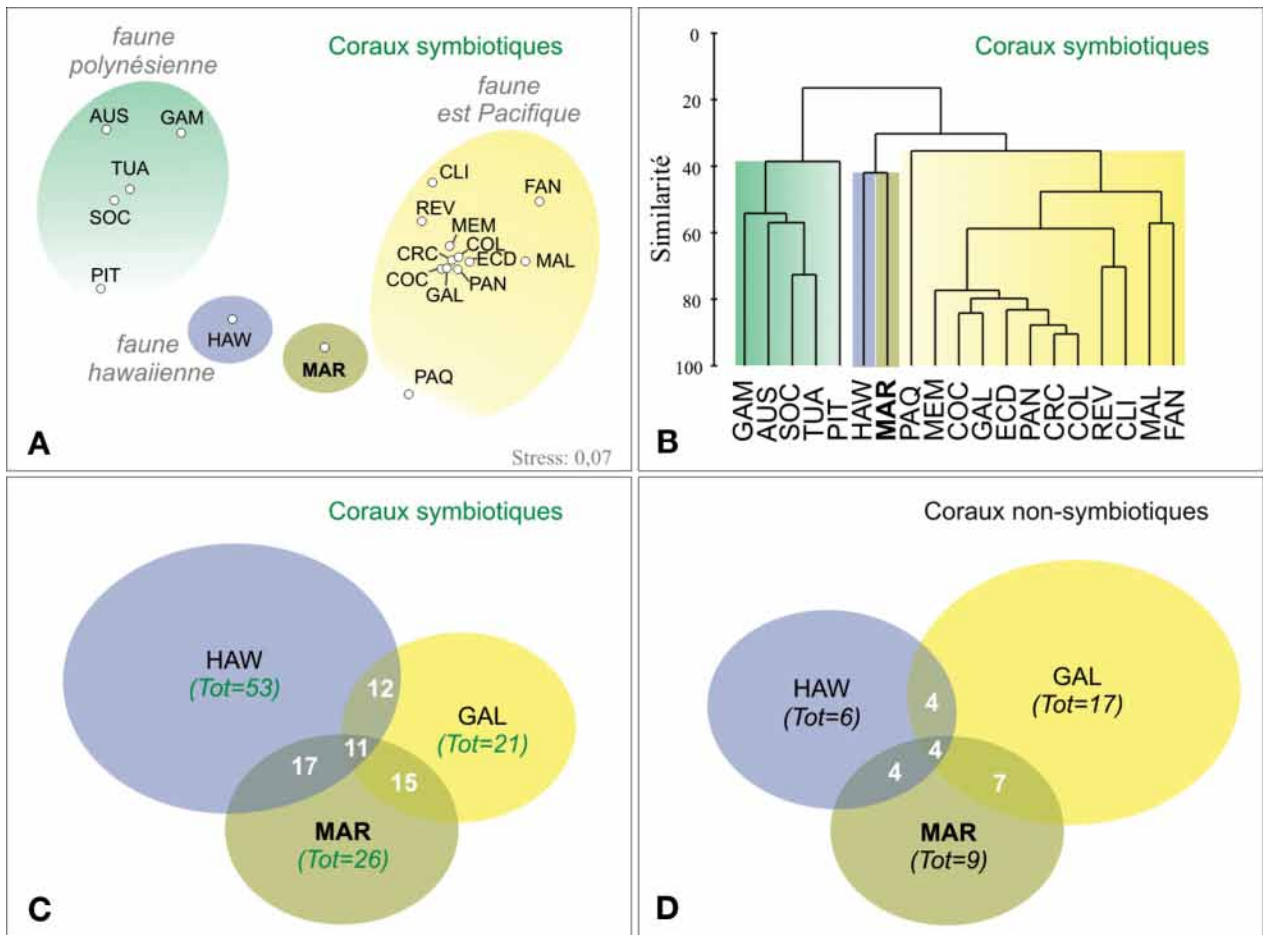 faune
polynésienne
Coraux symbiotiques
faune
est Pacifique
AUS
GAM
TUA
SOC
PIT
CLI
FAN
REV
MEM
CRC
COL
ECD
MAL
COC
PAN
GAL
HAW
faune
hawaiienne
MAR
PAQ
A
Stress: 0,07
Coraux symbiotiques
Similarité
0
20
40
60
80
100
GAM
AUS
SOC
TUA
PIT
HAW
MAR
PAQ
MEM
COC
GAL
ECD
PAN
CRC
COL
REV
CLI
MAL
FAN
B
Coraux symbiotiques
HAW
(Tot=53)
12
GAL
(Tot=21)
11
17
15
MAR
(Tot=26)
C
Coraux non-symbiotiques
HAW
(Tot=6)
GAL
(Tot=17)
4
4
4
7
MAR
(Tot=9)
D